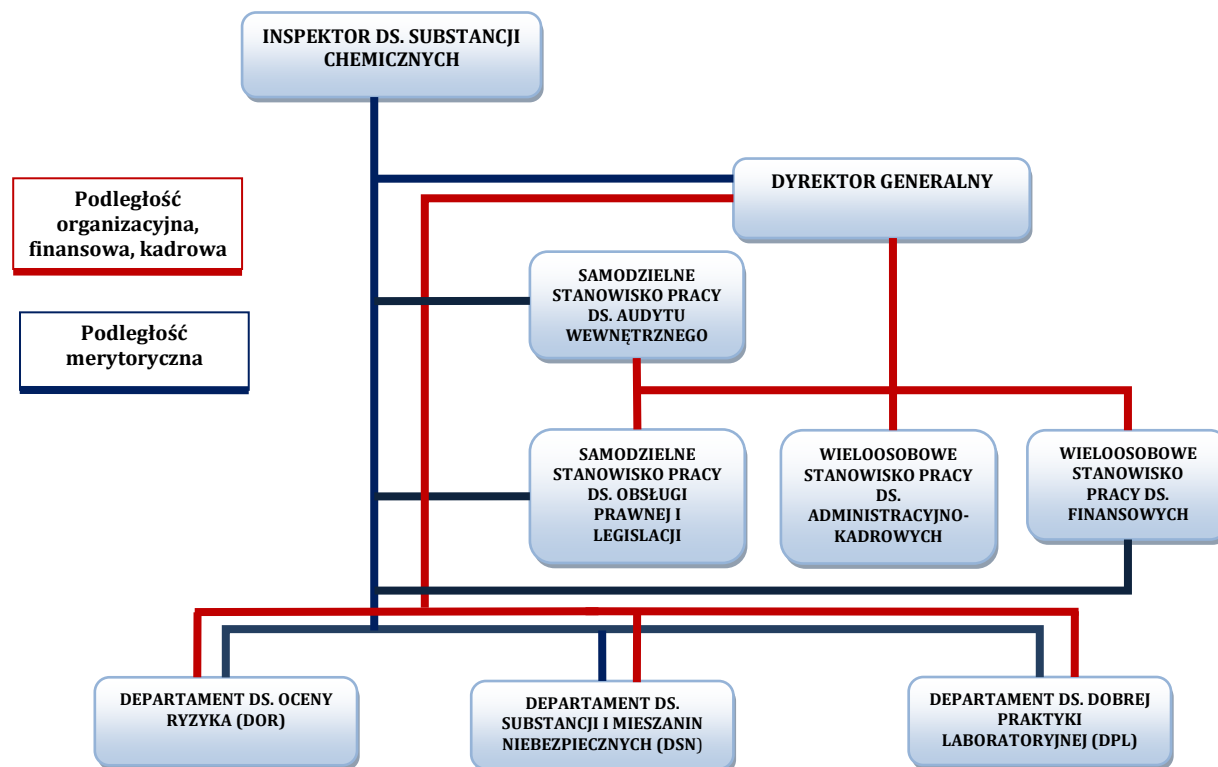 INSPEKTOR DS. SUBSTANCJI
CHEMICZNYCH
DYREKTOR GENERALNY
Podległość
organizacyjna,
finansowa, kadrowa
Podległość
merytoryczna
SAMODZIELNE
STANOWISKO PRACY
DS. AUDYTU
WEWNĘTRZNEGO
SAMODZIELNE
STANOWISKO PRACY
DS. OBSŁUGI
PRAWNEJ I
LEGISLACJI
WIELOOSOBOWE
STANOWISKO PRACY
DS.
ADMINISTRACYJNO-
KADROWYCH
WIELOOSOBOWE
STANOWISKO
PRACY DS.
FINANSOWYCH
DEPARTAMENT DS. OCENY
RYZYKA (DOR)
DEPARTAMENT DS.
SUBSTANCJI I MIESZANIN
NIEBEZPIECZNYCH (DSN)
DEPARTAMENT DS. DOBREJ
PRAKTYKI
LABORATORYJNEJ (DPL)